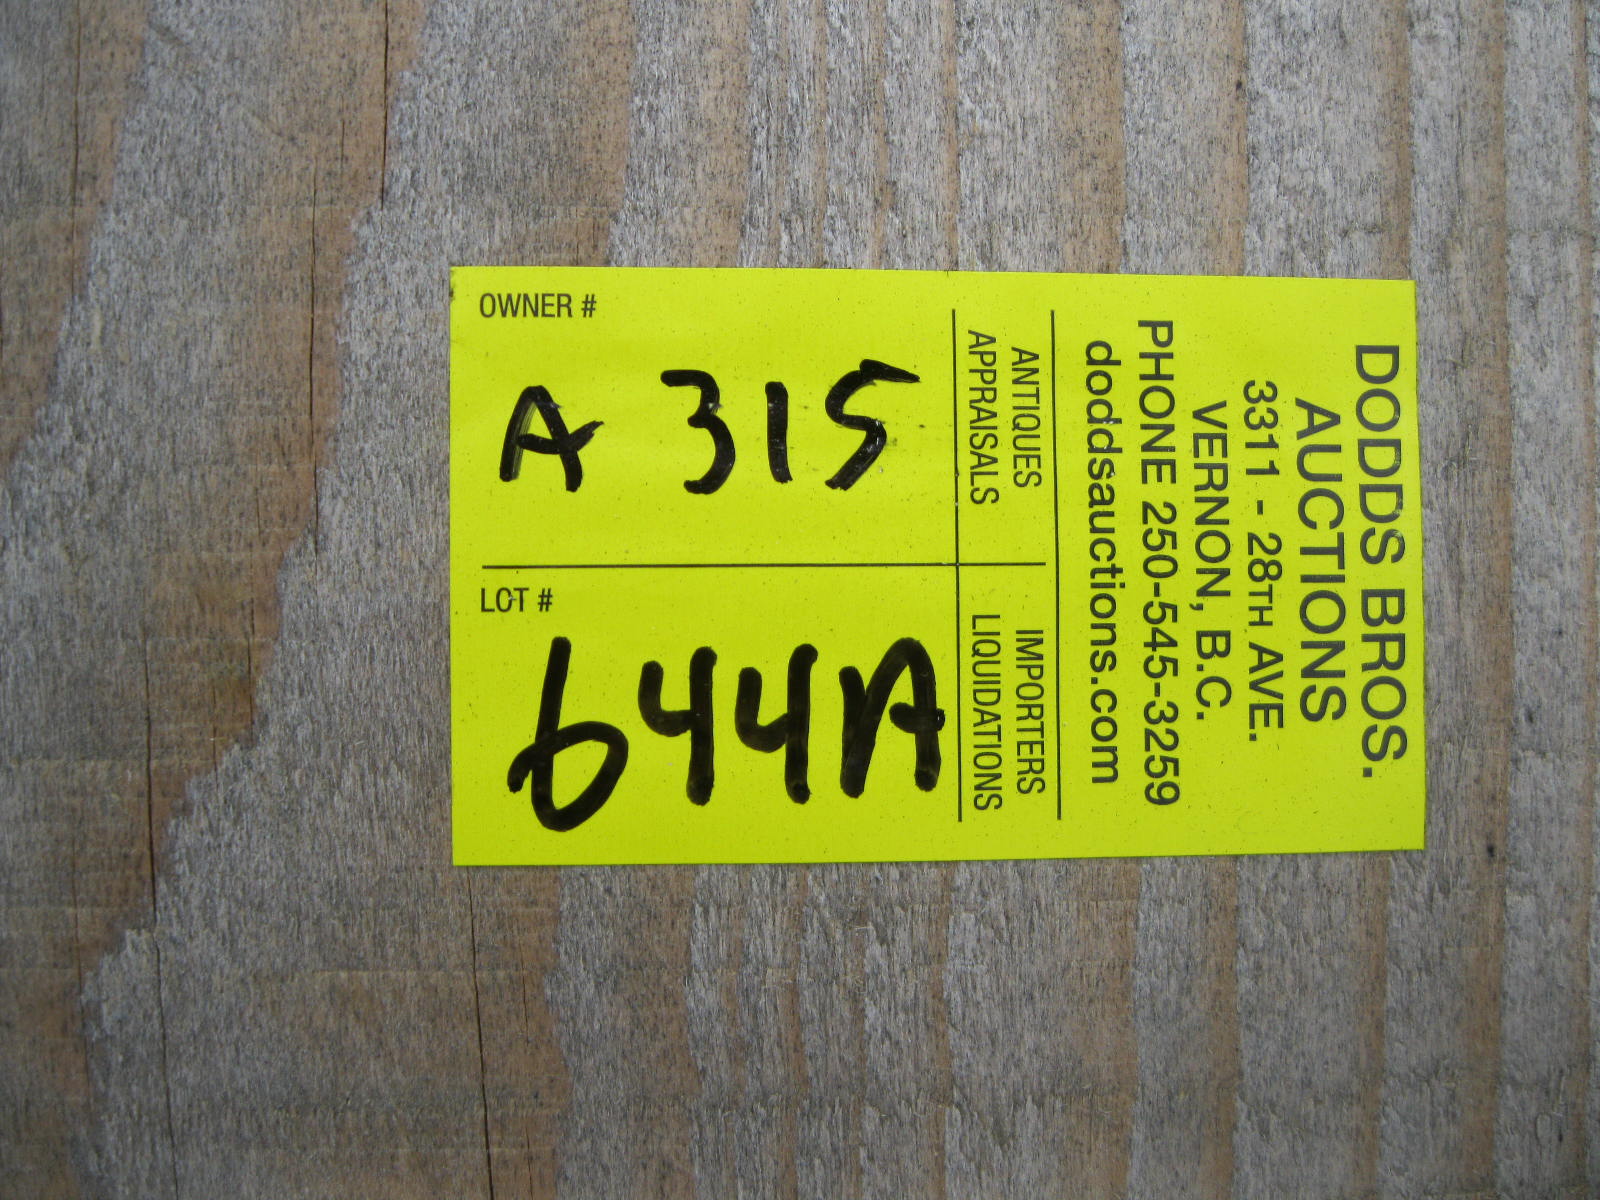 OWNER #
A 315
LOT #
644A
DODDS BROS.
AUCTIONS
3311 - 28TH AVE.
VERNON, B.C.
PHONE 250-545-3259
doddsauctions.com
ANTIQUES
APPRAISALS
IMPORTERS
LIQUIDATIONS